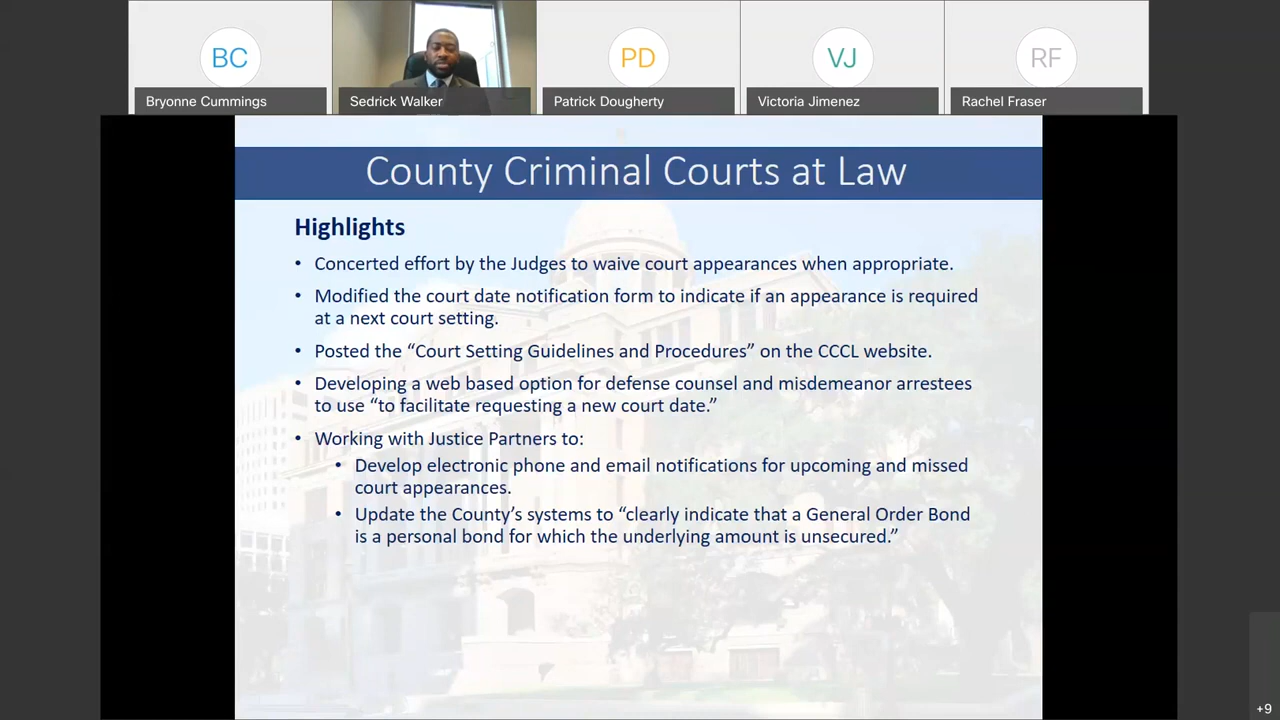 BC
PD
VJ
RF
Bryonne Cummings
Sedrick Walker
Patrick Dougherty
Victoria Jimenez
Rachel Fraser
County Criminal Courts at Law
Highlights
• Concerted effort by the Judges to waive court appearances when appropriate.
• Modified the court date notification form to indicate if an appearance is required
at a next court setting.
• Posted the “Court Setting Guidelines and Procedures” on the CCCL website.
• Developing a web based option for defense counsel and misdemeanor arrestees
to use “to facilitate requesting a new court date.”
• Working with Justice Partners to:
• Develop electronic phone and email notifications for upcoming and missed
court appearances.
• Update the County’s systems to “clearly indicate that a General Order Bond
is a personal bond for which the underlying amount is unsecured.”
+9